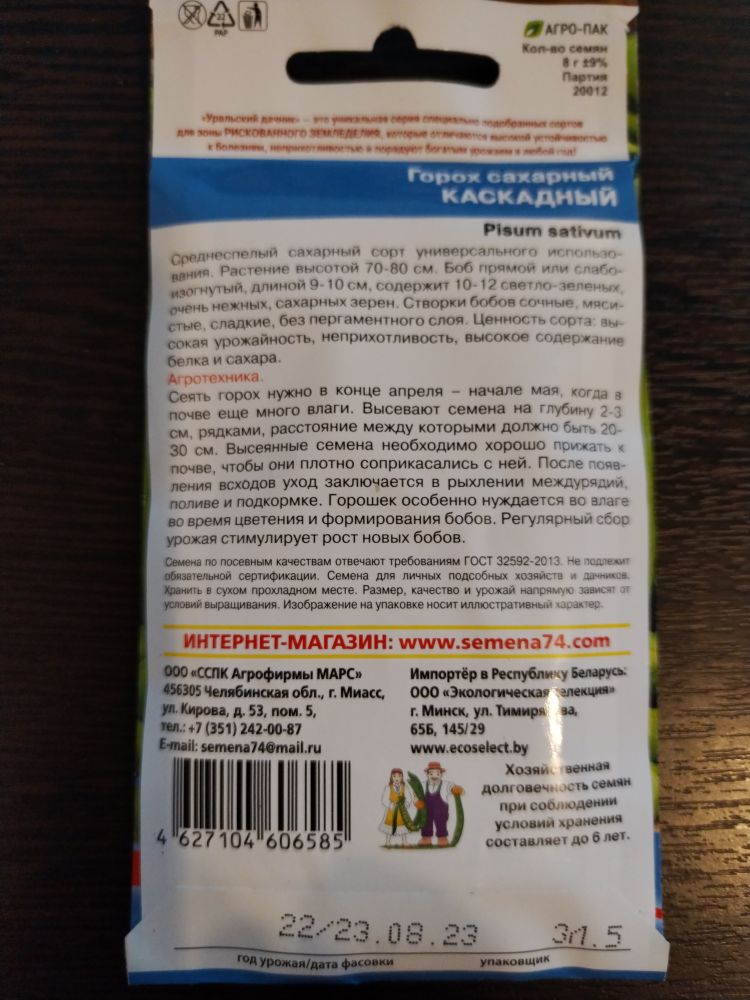 22
PAP
АГРО-ПАК
Кол-во семян
8 г ±9%
Партия
20012
«Уральский дачник» – это уникальная серия специально подобранных сортов
для зоны РИСКОВАННОГО ЗЕМЛЕДЕЛИЯ, которые отличаются высокой устойчивостью
к болезням, неприхотливостью и порадуют богатым урожаем в любой год!
Горох сахарный
КАСКАДНЫЙ
Pisum sativum
Среднеспелый сахарный сорт универсального использо-
вания. Растение высотой 70-80 см. Боб прямой или слабо-
изогнутый, длиной 9-10 см, содержит 10-12 светло-зеленых,
очень нежных, сахарных зерен. Створки бобов сочные, мяси-
стые, сладкие, без пергаментного слоя. Ценность сорта: вы-
сокая урожайность, неприхотливость, высокое содержание
белка и сахара.
Агротехника.
Сеять горох нужно в конце апреля – начале мая, когда в
почве еще много влаги. Высевают семена на глубину 2-3
см, рядками, расстояние между которыми должно быть 20-
30 см. Высеянные семена необходимо хорошо прижать к
почве, чтобы они плотно соприкасались с ней. После появ-
ления всходов уход заключается в рыхлении междурядий,
поливе и подкормке. Горошек особенно нуждается во влаге
во время цветения и формирования бобов. Регулярный сбор
урожая стимулирует рост новых бобов.
Семена по посевным качествам отвечают требованиям ГОСТ 32592-2013. Не подлежит
обязательной сертификации. Семена для личных подсобных хозяйств и дачников.
Хранить в сухом прохладном месте. Размер, качество и урожай напрямую зависят от
условий выращивания. Изображение на упаковке носит иллюстративный характер.
ИНТЕРНЕТ-МАГАЗИН: www.semena74.com
ООО «ССПК Агрофирмы МАРС»
456305 Челябинская обл., г. Миасс,
ул. Кирова, д. 53, пом. 5,
тел.: +7 (351) 242-00-87
E-mail: semena74@mail.ru
Импортёр в Республику Беларусь:
ООО «Экологическая селекция»
г. Минск, ул. Тимирязева,
65Б, 145/29
www.ecoselect.by
Хозяйственная
долговечность семян
при соблюдении
условий хранения
составляет до 6 лет.
4 627104 606585
22/23.08.23 3Л.5
год урожая/дата фасовки упаковщик